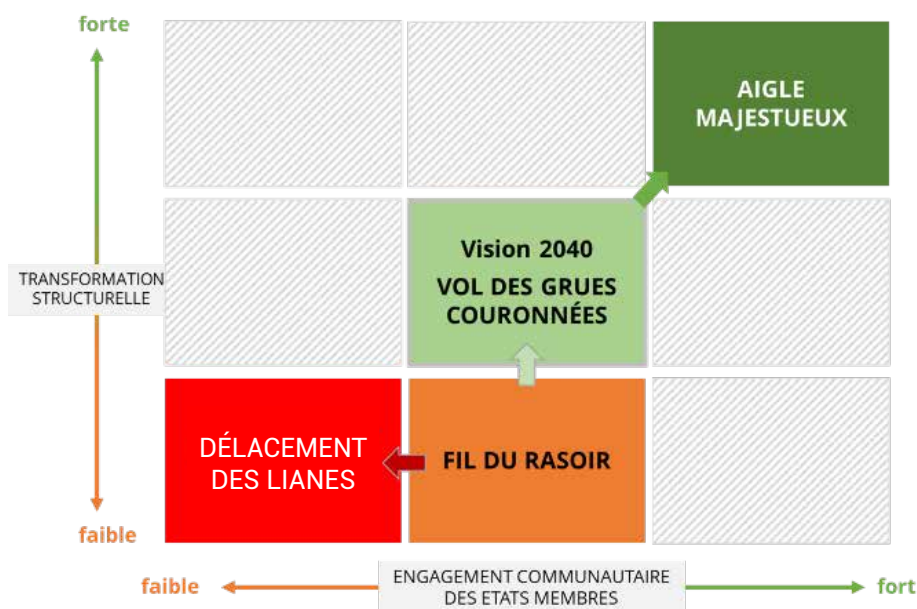 forte
AIGLE
MAJESTUEUX
Vision 2040
VOL DES GRUES
COURONNÉES
TRANSFORMATION
STRUCTURELLE
DÉLACEMENT
DES LIANES
FIL DU RASOIR
faible
faible
ENGAGEMENT COMMUNAUTAIRE
DES ETATS MEMBRES
fort